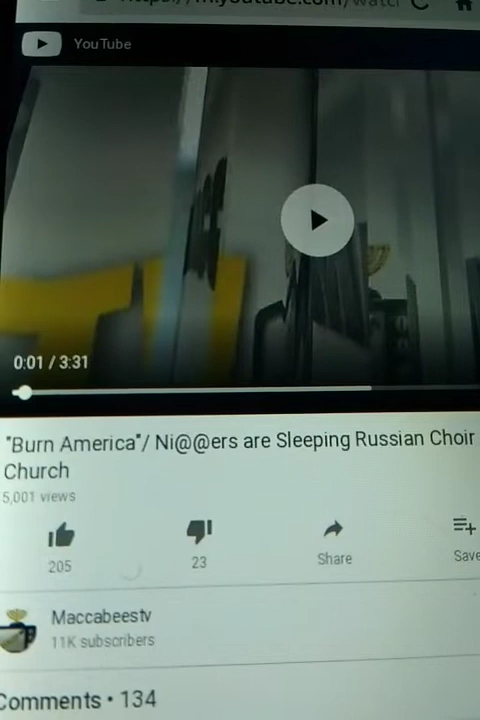 YouTube
0:01 / 3:31
"Burn America"/ Ni@@ers are Sleeping Russian Choir
Church
5,001 views
205
23
Share
Save
Maccabeestv
11K subscribers
Comments • 134